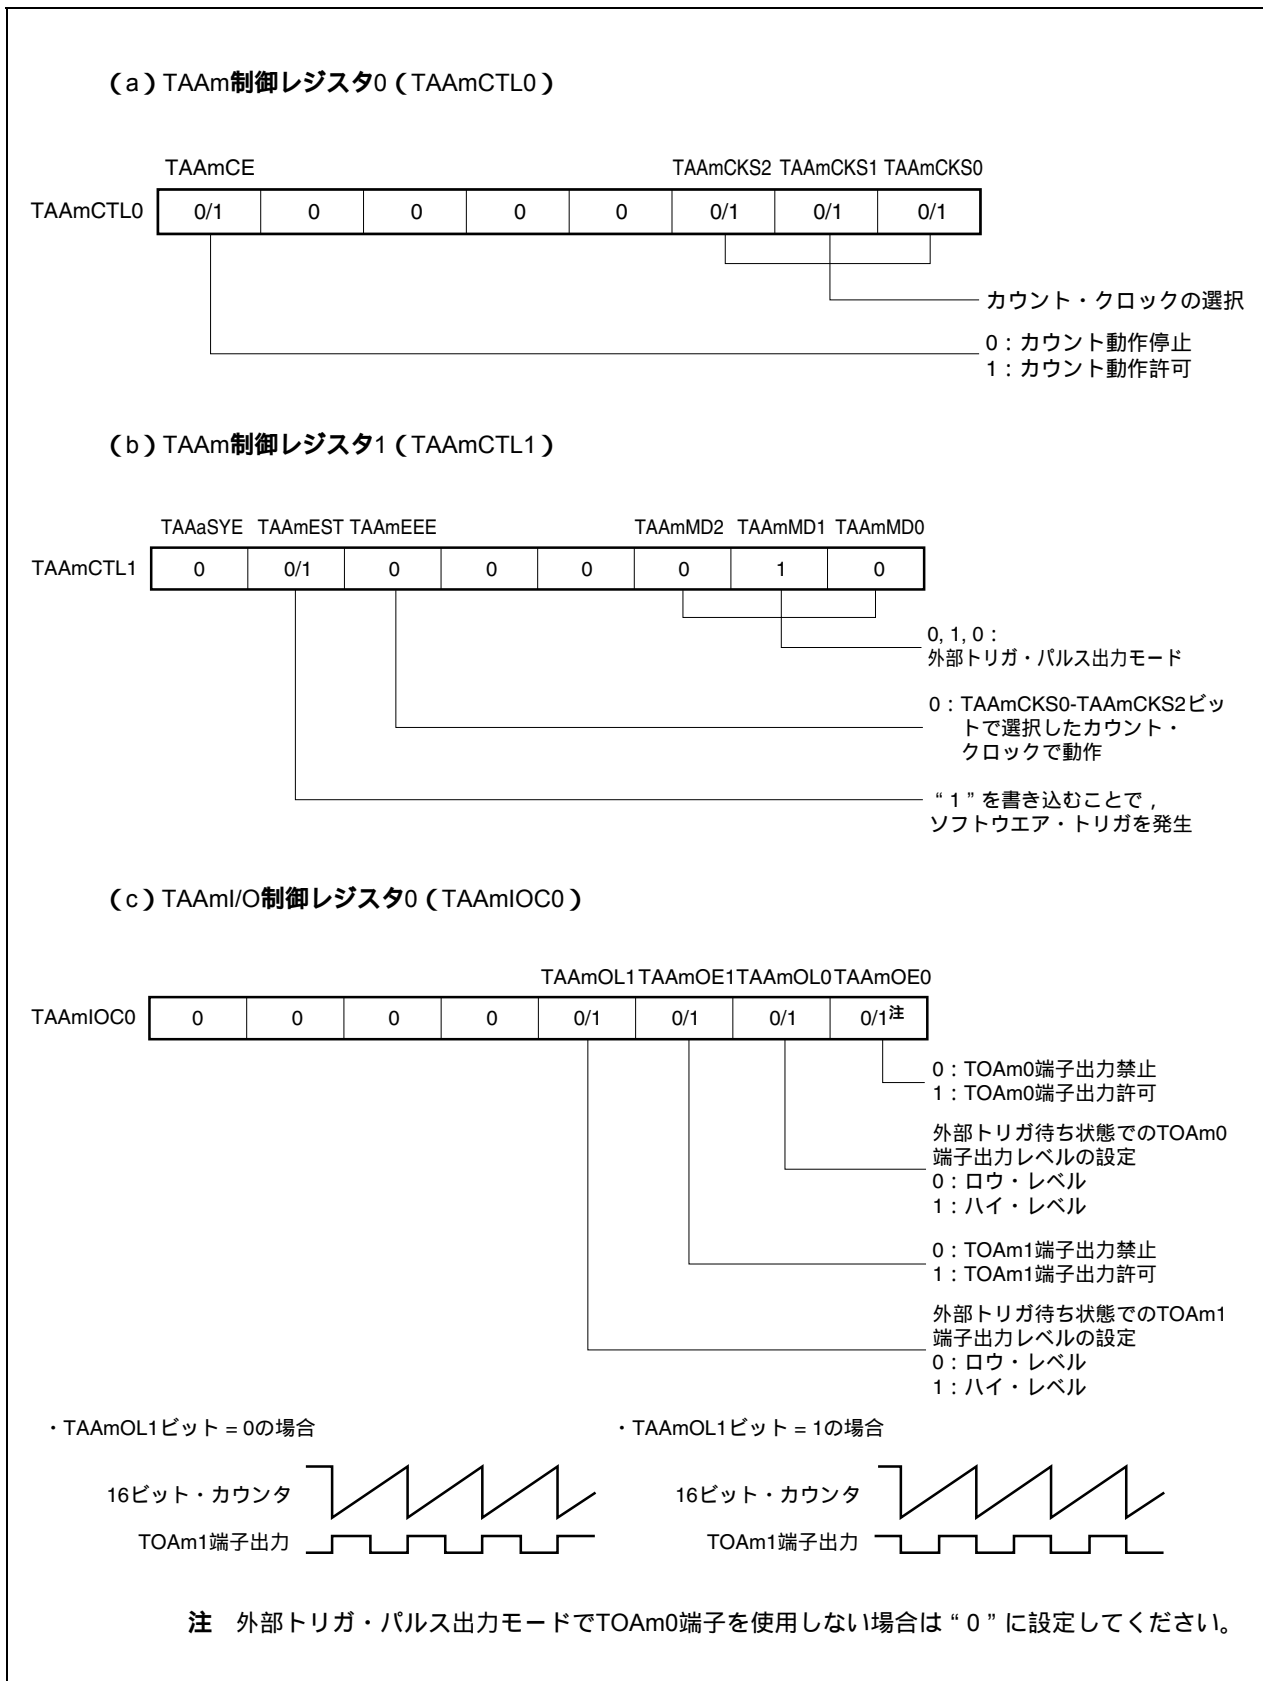 (a)TAAm制御レジスタ0(TAAmCTL0)
TAAmCE TAAmCKS2 TAAmCKS1 TAAmCKS0
TAAmCTL0 0/1 0 0 0 0 0/1 0/1 0/1
カウント・クロックの選択
0:カウント動作停止
1:カウント動作許可
(b)TAAm制御レジスタ1(TAAmCTL1)
TAAaSYE TAAmEST TAAmEEE TAAmMD2 TAAmMD1 TAAmMD0
TAAmCTL1 0 0/1 0 0 0 0 1 0
0, 1, 0:
外部トリガ・パルス出力モード
0:TAAmCKS0-TAAmCKS2ビッ
トで選択したカウント・
クロックで動作
“1”を書き込むことで,
ソフトウエア・トリガを発生
(c)TAAmI/O制御レジスタ0(TAAmIOC0)
TAAmOL1 TAAmOE1 TAAmOL0 TAAmOE0
TAAmIOC0 0 0 0 0 0/1 0/1 0/1 0/1注
0:TOAm0端子出力禁止
1:TOAm0端子出力許可
外部トリガ待ち状態でのTOAm0
端子出力レベルの設定
0:ロウ・レベル
1:ハイ・レベル
0:TOAm1端子出力禁止
1:TOAm1端子出力許可
外部トリガ待ち状態でのTOAm1
端子出力レベルの設定
0:ロウ・レベル
1:ハイ・レベル
・TAAmOL1ビット = 0の場合
16ビット・カウンタ
TOAm1端子出力
・TAAmOL1ビット = 1の場合
16ビット・カウンタ
TOAm1端子出力
注 外部トリガ・パルス出力モードでTOAm0端子を使用しない場合は“0”に設定してください。